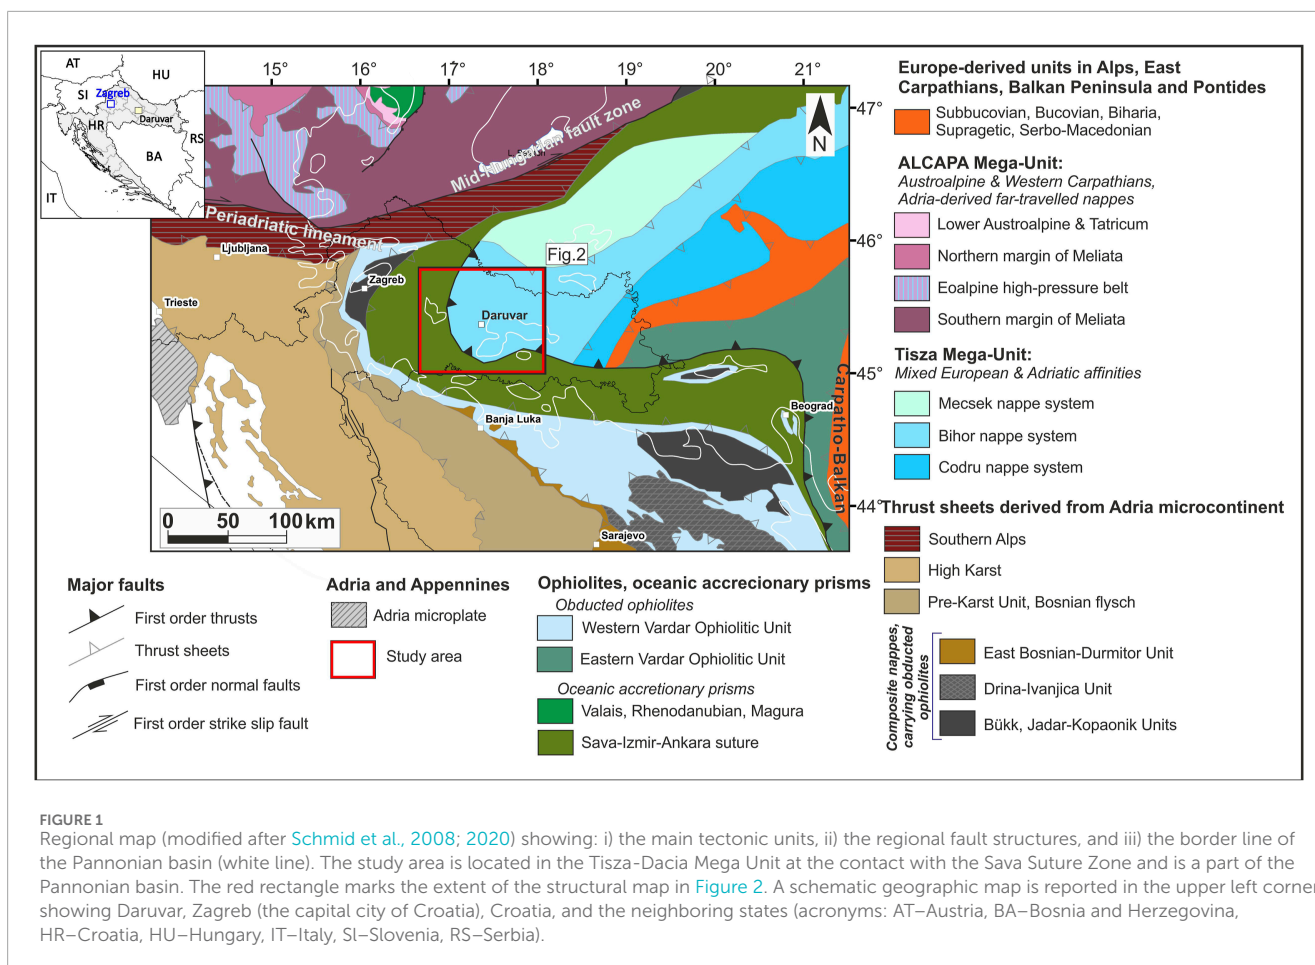 AT
HU
SI
Zagreb
Daruvar
HR
RS
BA
IT
15°
16°
17°
18°
19°
20°
21°
47°
N
Mid-Hungarian fault zone
Periadriatic lineament
46°
Ljubljana
Fig.2
Zagreb
Trieste
Daruvar
45°
Carpatho-Balkan
Beograd
Banja Luka
44°
0 50 100 km
Sarajevo
Europe-derived units in Alps, East
Carpathians, Balkan Peninsula and Pontides
Subbucovian, Bucovian, Biharia,
Supragetic, Serbo-Macedonian
ALCAPA Mega-Unit:
Austroalpine & Western Carpathians,
Adria-derived far-travelled nappes
Lower Austroalpine & Tatricum
Northern margin of Meliata
Eoalpine high-pressure belt
Southern margin of Meliata
Tisza Mega-Unit:
Mixed European & Adriatic affinities
Mecsek nappe system
Bihor nappe system
Codru nappe system
Thrust sheets derived from Adria microcontinent
Southern Alps
High Karst
Pre-Karst Unit, Bosnian flysch
Composite nappes,
carrying obducted
ophiolites
East Bosnian-Durmitor Unit
Drina-Ivanjica Unit
Bükk, Jadar-Kopaonik Units
Major faults
First order thrusts
Thrust sheets
First order normal faults
First order strike slip fault
Adria and Appennines
Adria microplate
Study area
Ophiolites, oceanic accrecionary prisms
Obducted ophiolites
Western Vardar Ophiolitic Unit
Eastern Vardar Ophiolitic Unit
Oceanic accretionary prisms
Valais, Rhenodanubian, Magura
Sava-Izmir-Ankara suture
FIGURE 1
Regional map (modified after Schmid et al., 2008; 2020) showing: i) the main tectonic units, ii) the regional fault structures, and iii) the border line of
the Pannonian basin (white line). The study area is located in the Tisza-Dacia Mega Unit at the contact with the Sava Suture Zone and is a part of the
Pannonian basin. The red rectangle marks the extent of the structural map in Figure 2. A schematic geographic map is reported in the upper left corner
showing Daruvar, Zagreb (the capital city of Croatia), Croatia, and the neighboring states (acronyms: AT–Austria, BA–Bosnia and Herzegovina,
HR–Croatia, HU–Hungary, IT–Italy, Sl–Slovenia, RS–Serbia).